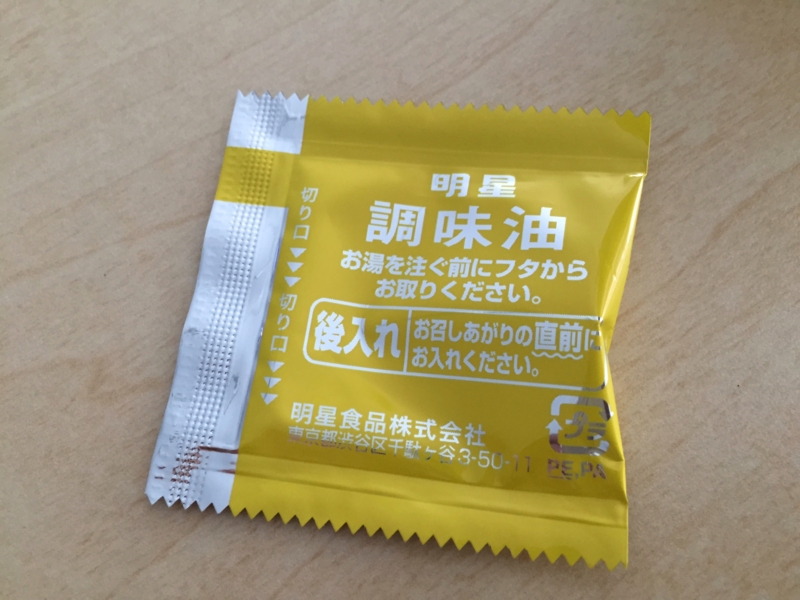 明星
調味油
お湯を注ぐ前にフタから
お取りください。
後入れ
お召しあがりの直前に
お入れください。
切り口
切り口
明星食品株式会社
東京都渋谷区千駄ヶ谷3-50-11
プラ
PE,PA